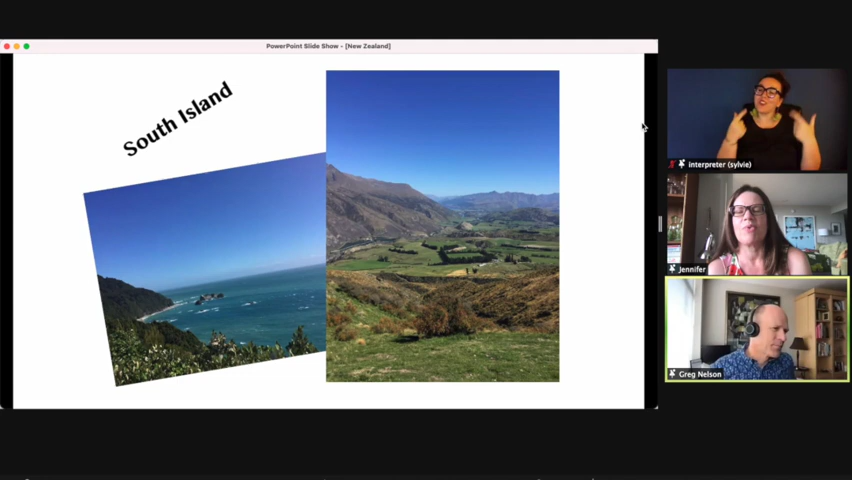 PowerPoint Slide Show - [New Zealand]
South Island
interpreter (sylvie)
Jennifer
Greg Nelson